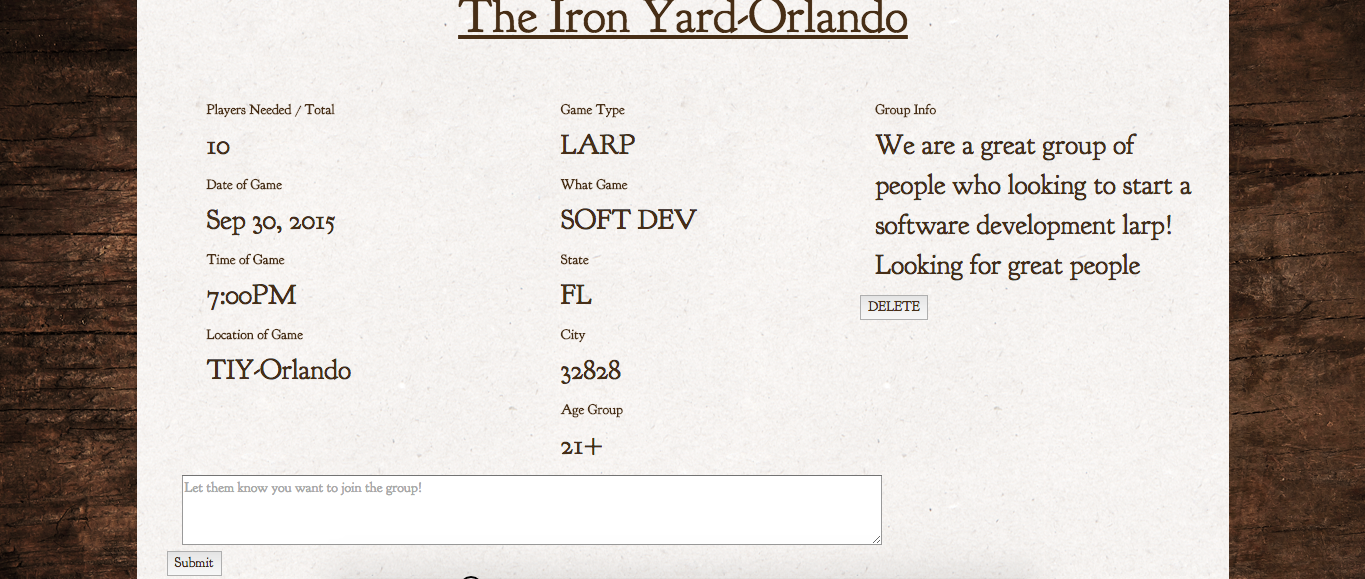 The Iron Yard-Orlando
Players Needed / Total
10
Date of Game
Sep 30, 2015
Time of Game
7:00PM
Location of Game
TIY-Orlando
Game Type
LARP
What Game
SOFT DEV
State
FL
City
32828
Age Group
21+
Group Info
We are a great group of
people who looking to start a
software development larp!
Looking for great people
DELETE
Let them know you want to join the group!
Submit